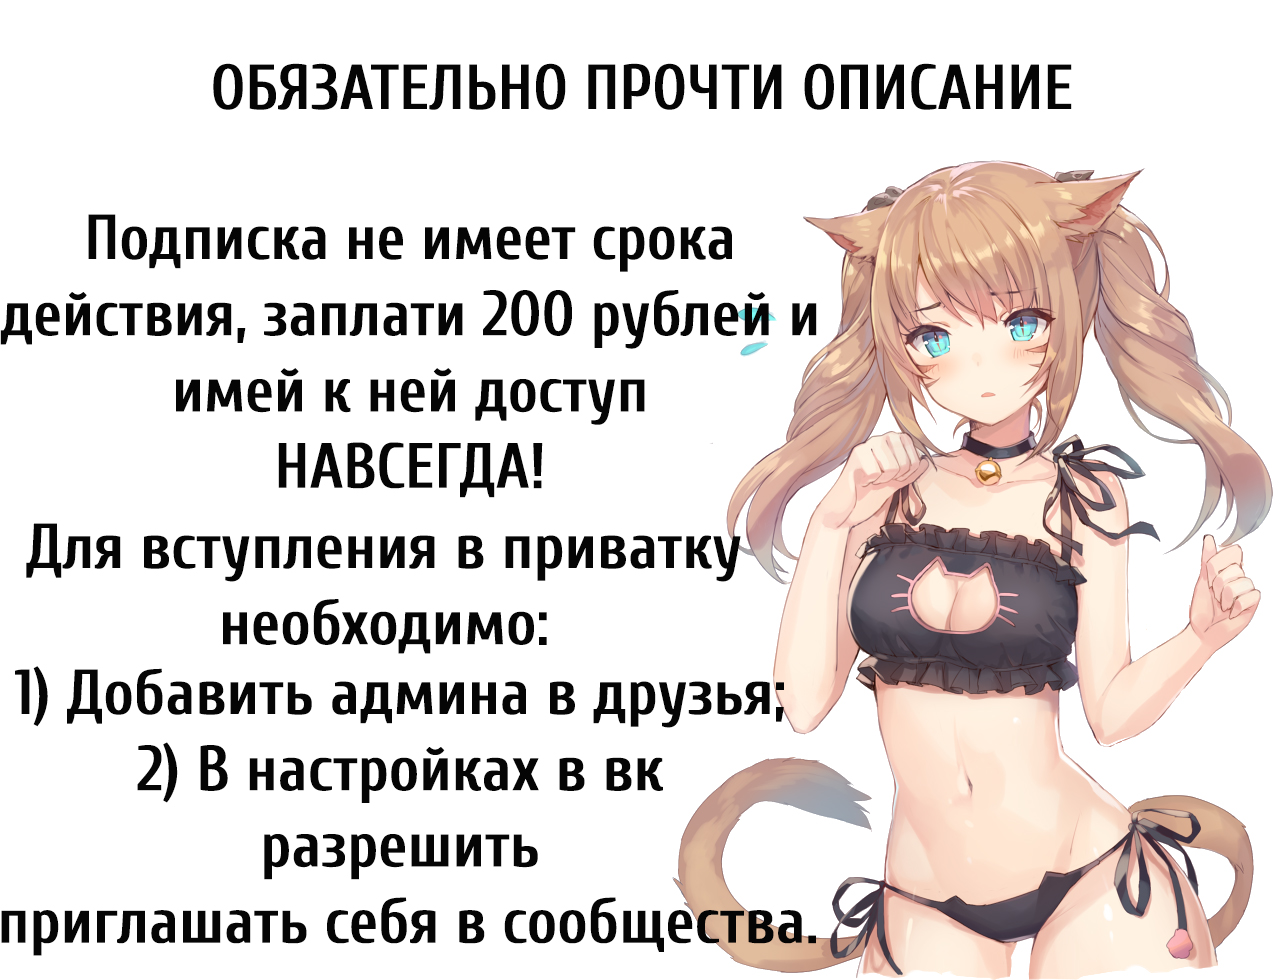 ОБЯЗАТЕЛЬНО ПРОЧТИ ОПИСАНИЕ
Подписка не имеет срока
действия, заплати 200 рублей и
имей к ней доступ
НАВСЕГДА!
Для вступления в приватку
необходимо:
1) Добавить админа в друзья;
2) В настройках в вк
разрешить
приглашать себя в сообщества.